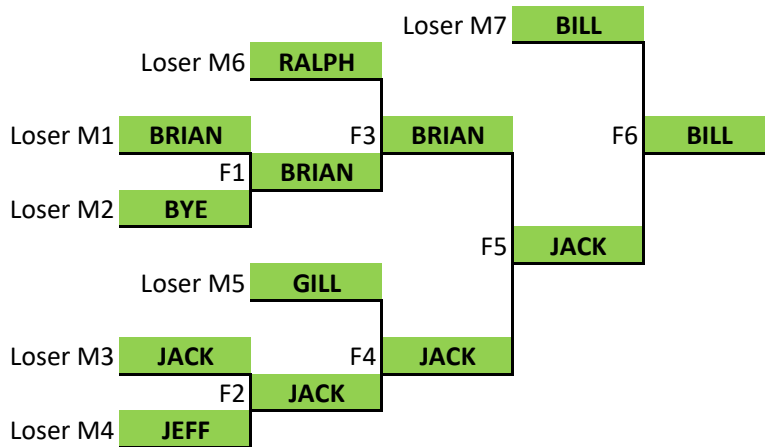 Loser M7 BILL
Loser M6 RALPH
Loser M1 BRIAN F3 BRIAN F6 BILL
F1 BRIAN
Loser M2 BYE
F5 JACK
Loser M5 GILL
Loser M3 JACK F4 JACK
F2 JACK
Loser M4 JEFF